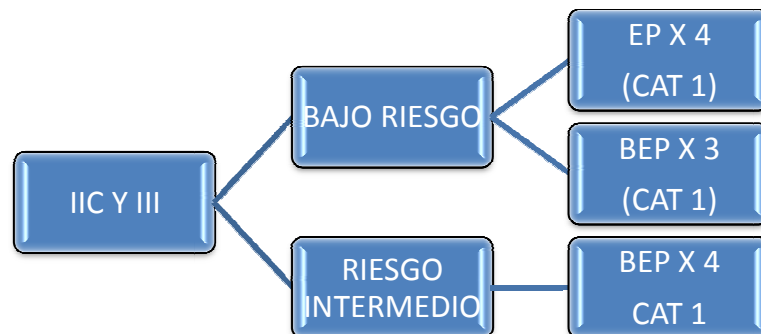 IIC Y III
BAJO RIESGO
EP X 4
(CAT 1)
BEP X 3
(CAT 1)
RIESGO
INTERMEDIO
BEP X 4
CAT 1